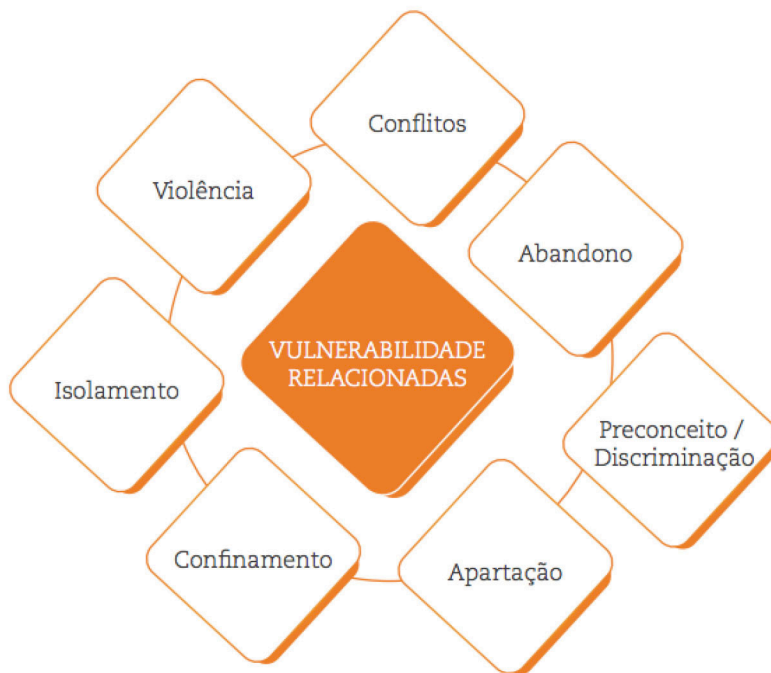 Conflitos
Violência
Abandono
VULNERABILIDADE
RELACIONADAS
Isolamento
Preconceito /
Discriminação
Confinamento
Apartação